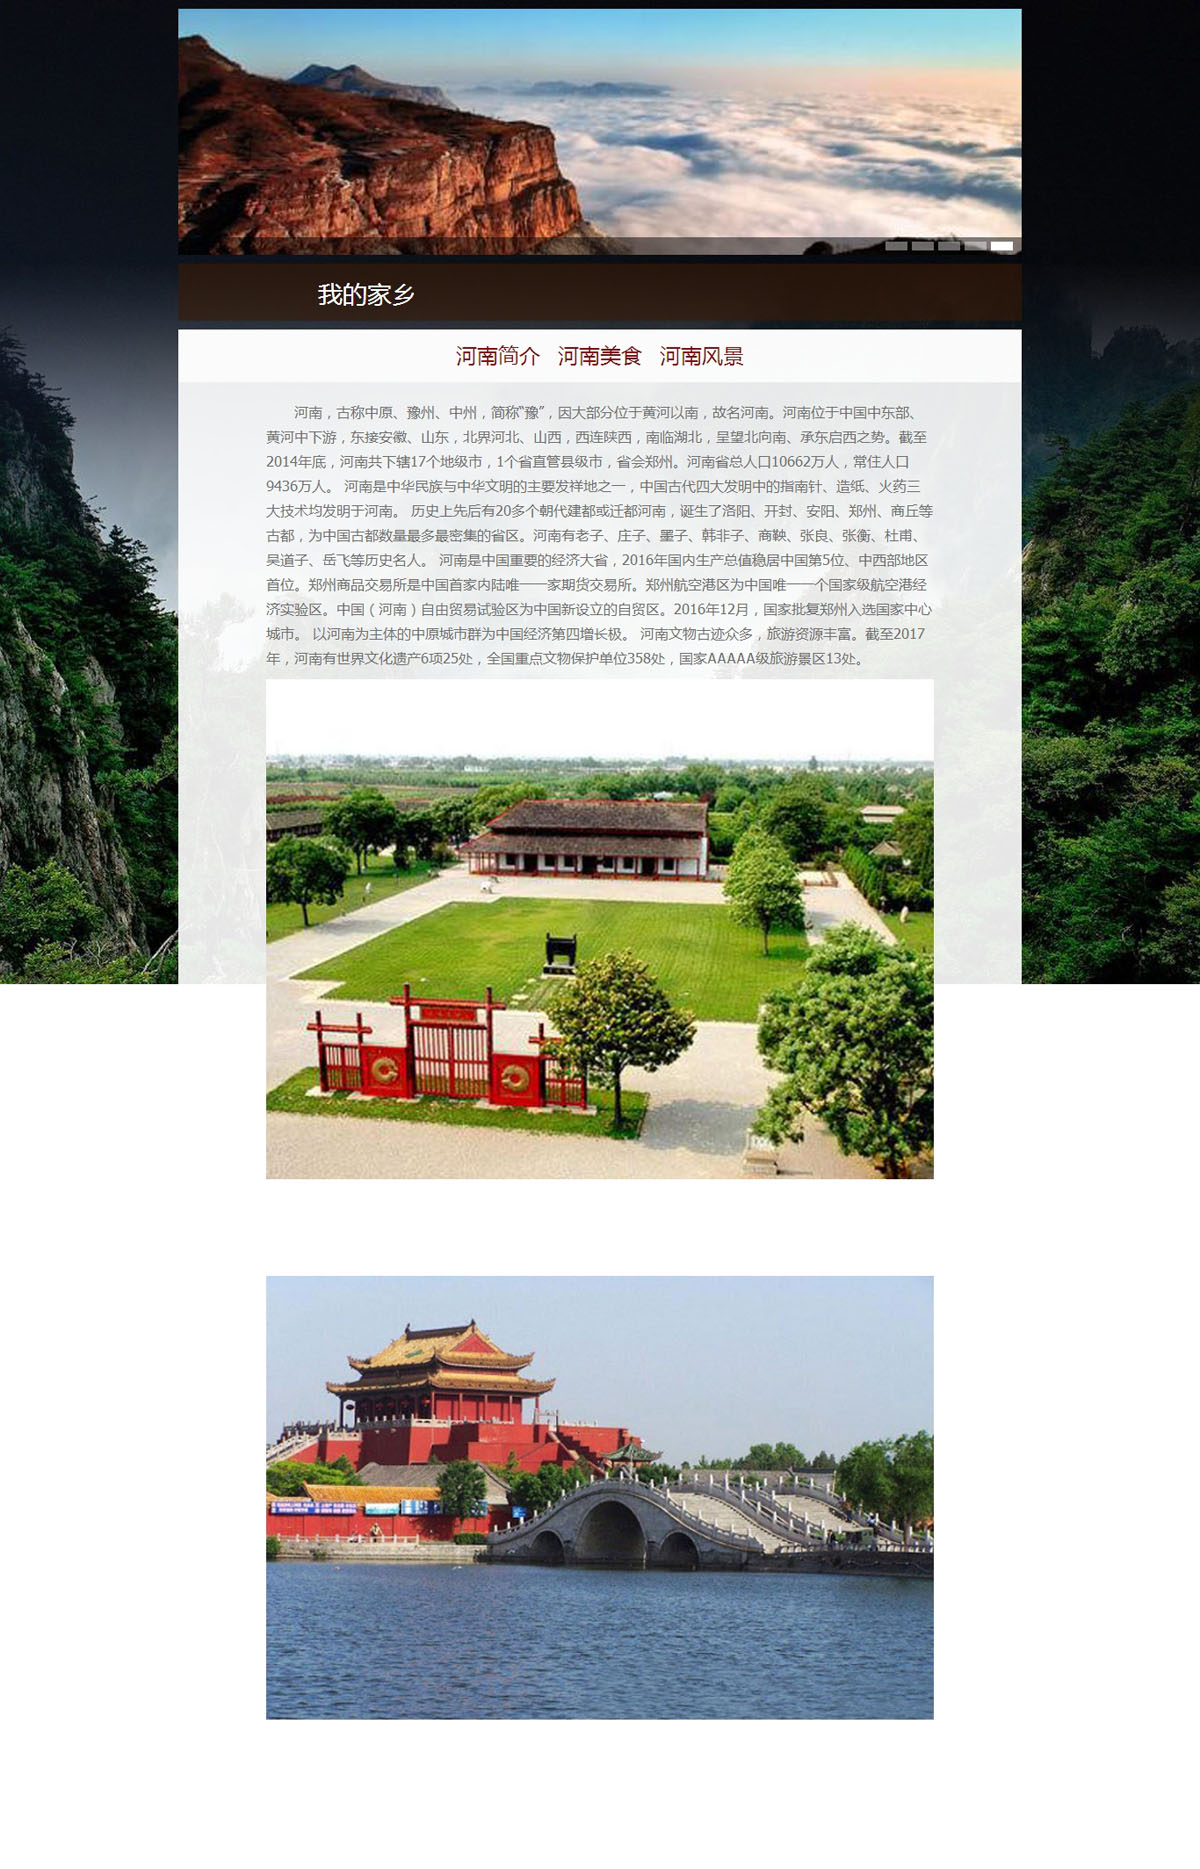 我的家乡
河南简介 河南美食 河南风景
河南，古称中原、豫州、中州，简称“豫”，因大部分位于黄河以南，故名河南。河南位于中国中东部、
黄河中下游，东接安徽、山东，北界河北、山西，西连陕西，南临湖北，呈望北向南、承东启西之势。截至
2014年底，河南共下辖17个地级市，1个省直管县级市，省会郑州。河南省总人口10662万人，常住人口
9436万人。 河南是中华民族与中华文明的主要发祥地之一，中国古代四大发明中的指南针、造纸、火药三
大技术均发明于河南。 历史上先后有20多个朝代建都或迁都河南，诞生了洛阳、开封、安阳、郑州、商丘等
古都，为中国古都数量最多最密集的省区。河南有老子、庄子、墨子、韩非子、商鞅、张良、张衡、杜甫、
吴道子、岳飞等历史名人。 河南是中国重要的经济大省，2016年国内生产总值稳居中国第5位、中西部地区
首位。郑州商品交易所是中国首家内陆唯一一家期货交易所。郑州航空港区为中国唯一一个国家级航空港经
济实验区。中国（河南）自由贸易试验区为中国新设立的自贸区。2016年12月，国家批复郑州入选国家中心
城市。 以河南为主体的中原城市群为中国经济第四增长极。 河南文物古迹众多，旅游资源丰富。截至2017
年，河南有世界文化遗产6项25处，全国重点文物保护单位358处，国家AAAAA级旅游景区13处。